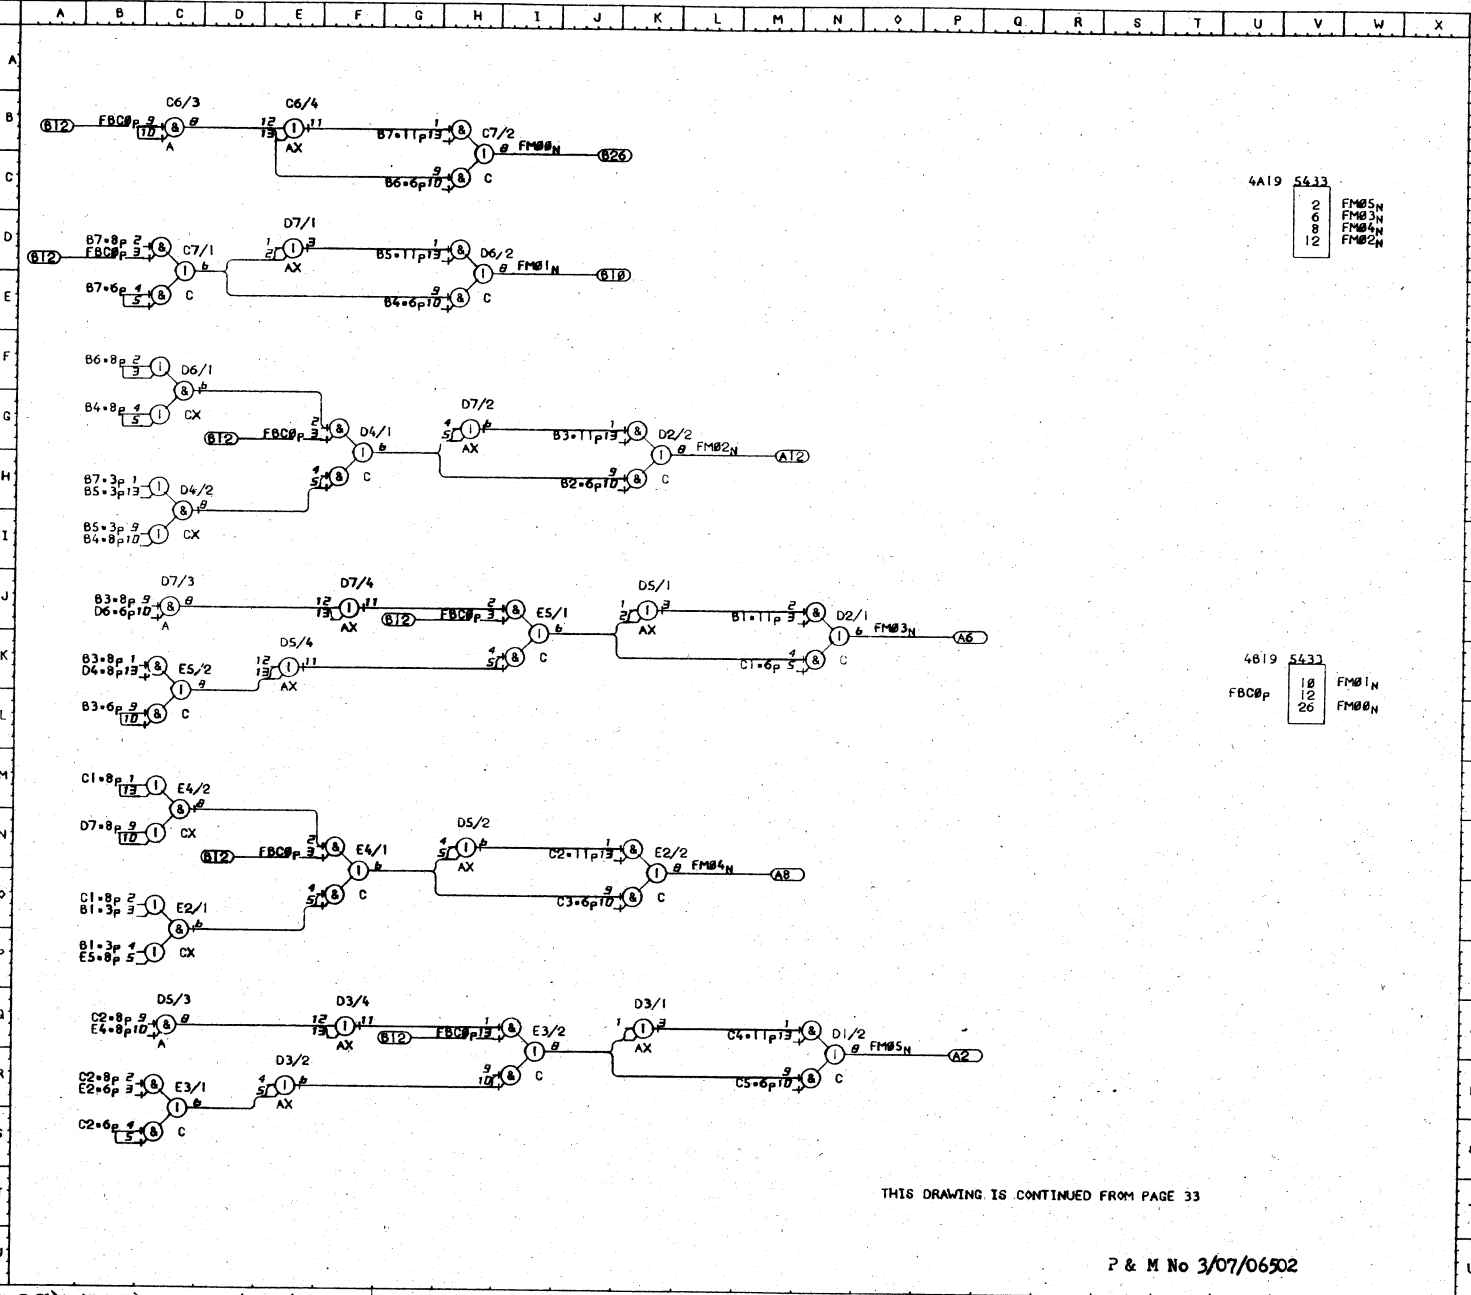 A B C D E F G H I J K L M N O P Q R S T U V W X
A
B
C
D
E
F
G
H
I
J
K
L
M
N
O
P
Q
R
S
C6/3 C6/4
B12 FBCØP 9 10 & 8 12 13 1 11 1 & C7/2
A AX B7•11P13 1 8 FMØØN B26
B6•6P10 9 & C
D7/1
B7•8P 2 & C7/1 1 2 1 3 B5•11P13 1 & D6/2
B12 FBCØP 3 1 6 AX 1 8 FMØ1N B1Ø
B7•6P 4 5 & C B4•6P10 9 & C
B6•8P 2 3 1 D6/1
& 6
B4•8P 4 5 1 CX D7/2
B12 FBCØP 3 2 & D4/1 4 5 1 6 B3•11P13 1 & D2/2
1 6 AX 1 8 FMØ2N A12
B7•3P 1 4 5 & C B2•6P10 9 & C
B5•3P13 1 D4/2
& 8
B5•3P 9
B4•8P10 1 CX
D7/3 D7/4 D5/1
B3•8P 9
D6•6P10 & 8 12 13 1 11 B12 FBCØP 3 2 & E5/1 1 2 1 3 B1•11P 3 2 & D2/1
A AX 1 6 AX 1 6 FMØ3N A6
D5/4
B3•8P 1
D4•8P13 & E5/2 12 13 1 11 4 5 & C C1•6P 5 4 & C
1 8 AX
B3•6P 9 10 & C
C1•8P 1 13 1 E4/2
& 8
D7•8P 9 10 1 CX D5/2
B12 FBCØP 3 2 & E4/1 4 5 1 6 C2•11P13 1 & E2/2
1 6 AX 1 8 FMØ4N A8
4 5 & C C3•6P10 9 & C
C1•8P 2
B1•3P 3 1 E2/1
& 6
B1•3P 4
E5•8P 5 1 CX
D5/3 D3/4 D3/1
C2•8P 9
E4•8P10 & 8 12 13 1 11 B12 FBCØP13 1 & E3/2 1 2 1 3 C4•11P13 1 & D1/2
A AX 1 8 AX 1 8 FMØ5N A2
D3/2
C2•8P 2
E2•6P 3 & E3/1 4 5 1 6 9 10 & C C5•6P10 9 & C
1 6 AX
C2•6P 4 5 & C
4A19 5433
2 FMØ5N
6 FMØ3N
8 FMØ4N
12 FMØ2N
4B19 5433
1Ø FMØ1N
FBCØP 12
26 FMØØN
THIS DRAWING IS CONTINUED FROM PAGE 33
P & M No 3/07/06502